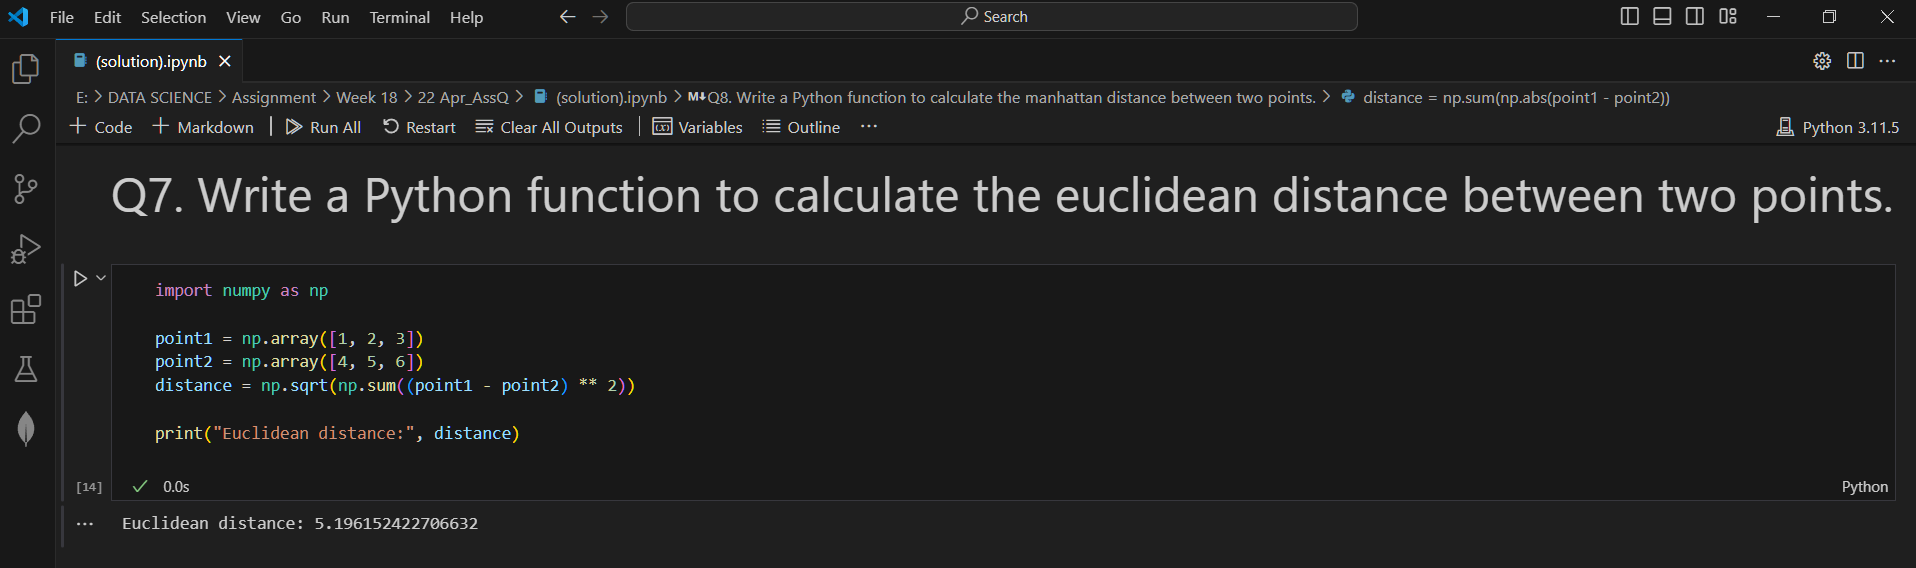 File Edit Selection View Go Run Terminal Help
Search
(solution).ipynb
E: > DATA SCIENCE > Assignment > Week 18 > 22 Apr_AssQ > (solution).ipynb > M↓Q8. Write a Python function to calculate the manhattan distance between two points. > distance = np.sum(np.abs(point1 - point2))
+ Code + Markdown | Run All Restart Clear All Outputs | Variables Outline ... Python 3.11.5
Q7. Write a Python function to calculate the euclidean distance between two points.
import numpy as np
point1 = np.array([1, 2, 3])
point2 = np.array([4, 5, 6])
distance = np.sqrt(np.sum((point1 - point2) ** 2))
print("Euclidean distance:", distance)
[14] 0.0s Python
... Euclidean distance: 5.196152422706632